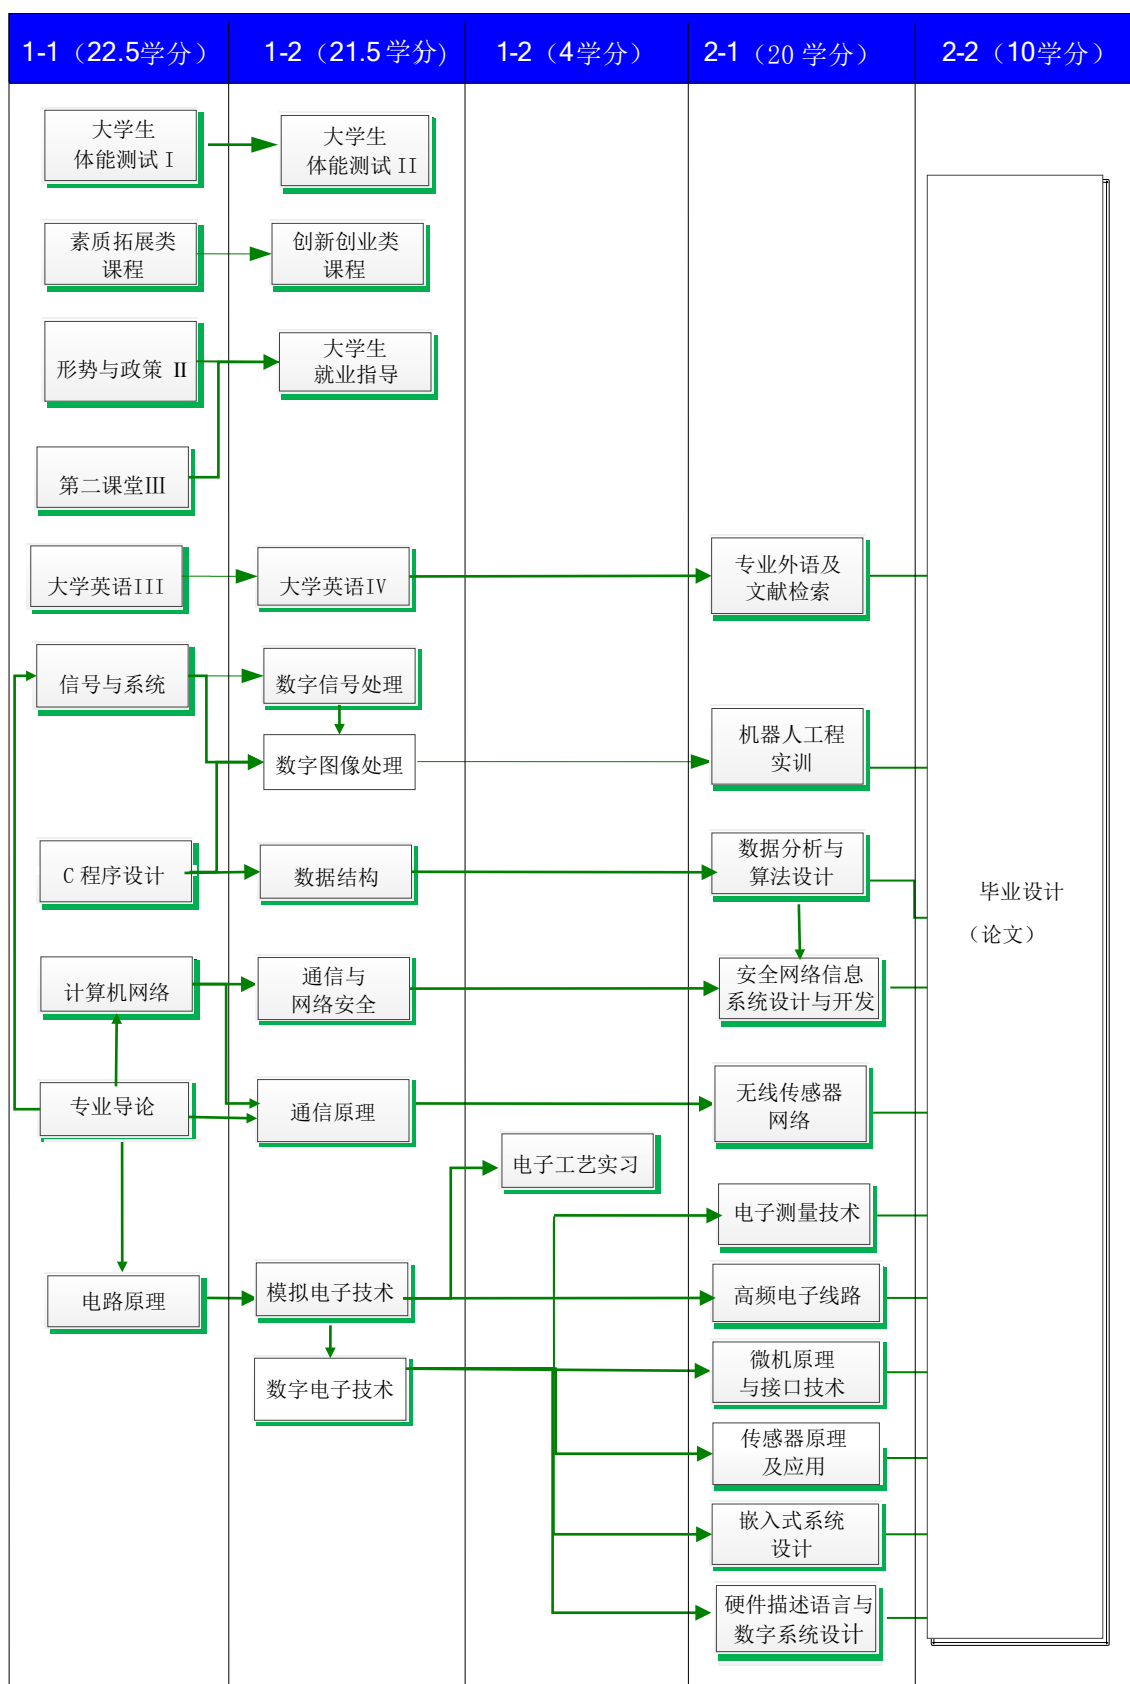 1-1（22.5学分）
1-2（21.5 学分)
1-2（4学分）
2-1（20 学分）
2-2（10学分）
大学生
体能测试 I
大学生
体能测试 II
素质拓展类
课程
创新创业类
课程
形势与政策 II
大学生
就业指导
第二课堂III
大学英语III
大学英语IV
专业外语及
文献检索
信号与系统
数字信号处理
数字图像处理
机器人工程
实训
C 程序设计
数据结构
数据分析与
算法设计
毕业设计
（论文）
计算机网络
通信与
网络安全
安全网络信息
系统设计与开发
专业导论
通信原理
无线传感器
网络
电子工艺实习
电子测量技术
电路原理
模拟电子技术
高频电子线路
数字电子技术
微机原理
与接口技术
传感器原理
及应用
嵌入式系统
设计
硬件描述语言与
数字系统设计